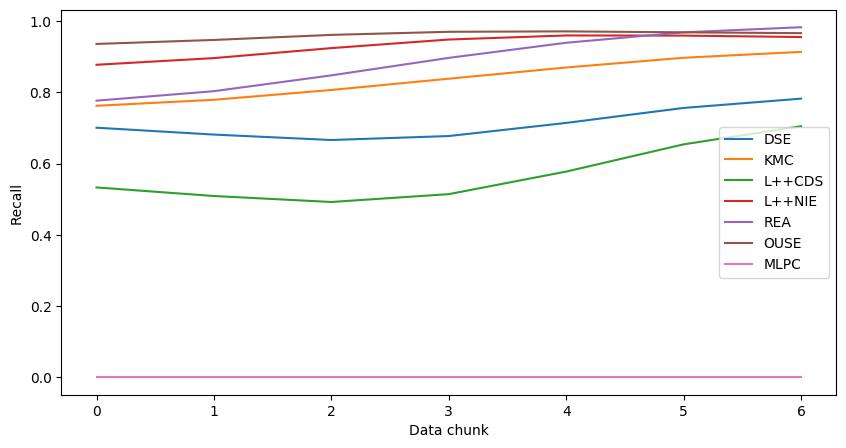 1.0
0.8
0.6
0.4
0.2
0.0
Recall
0 1 2 3 4 5 6
Data chunk
DSE
KMC
L++CDS
L++NIE
REA
OUSE
MLPC